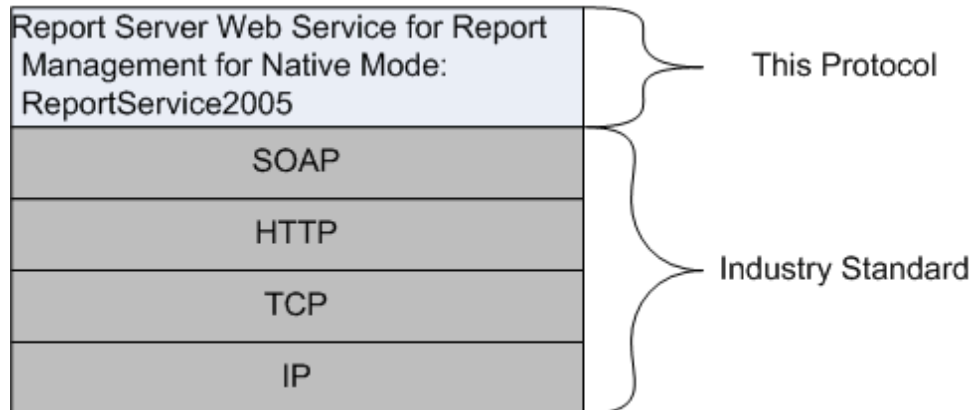 Report Server Web Service for Report
Management for Native Mode:
ReportService2005
This Protocol
SOAP
HTTP
TCP
IP
Industry Standard